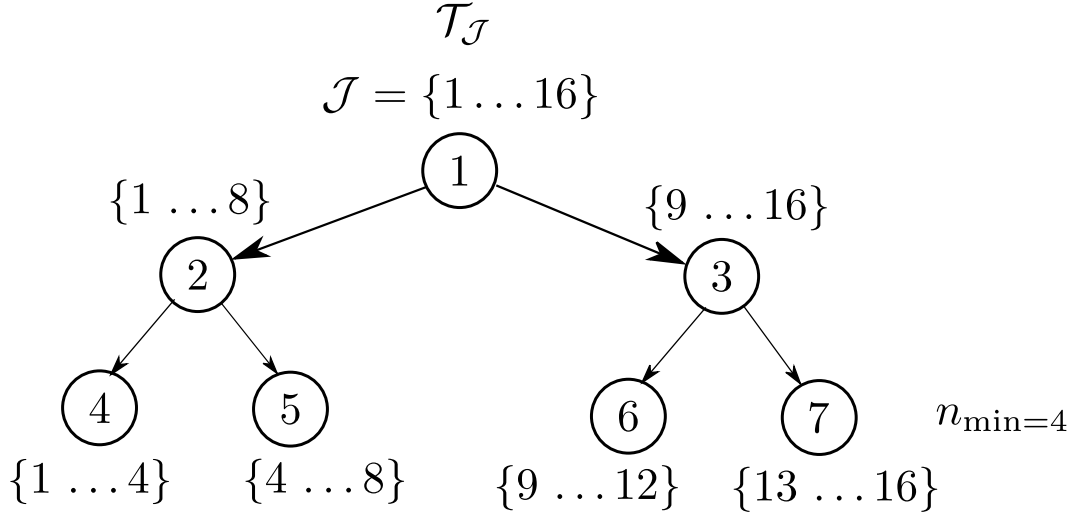 𝒯_𝒥
𝒥 = {1 … 16}
1
{1 … 8}
{9 … 16}
2
3
4
5
6
7
n_min=4
{1 … 4}
{4 … 8}
{9 … 12}
{13 … 16}